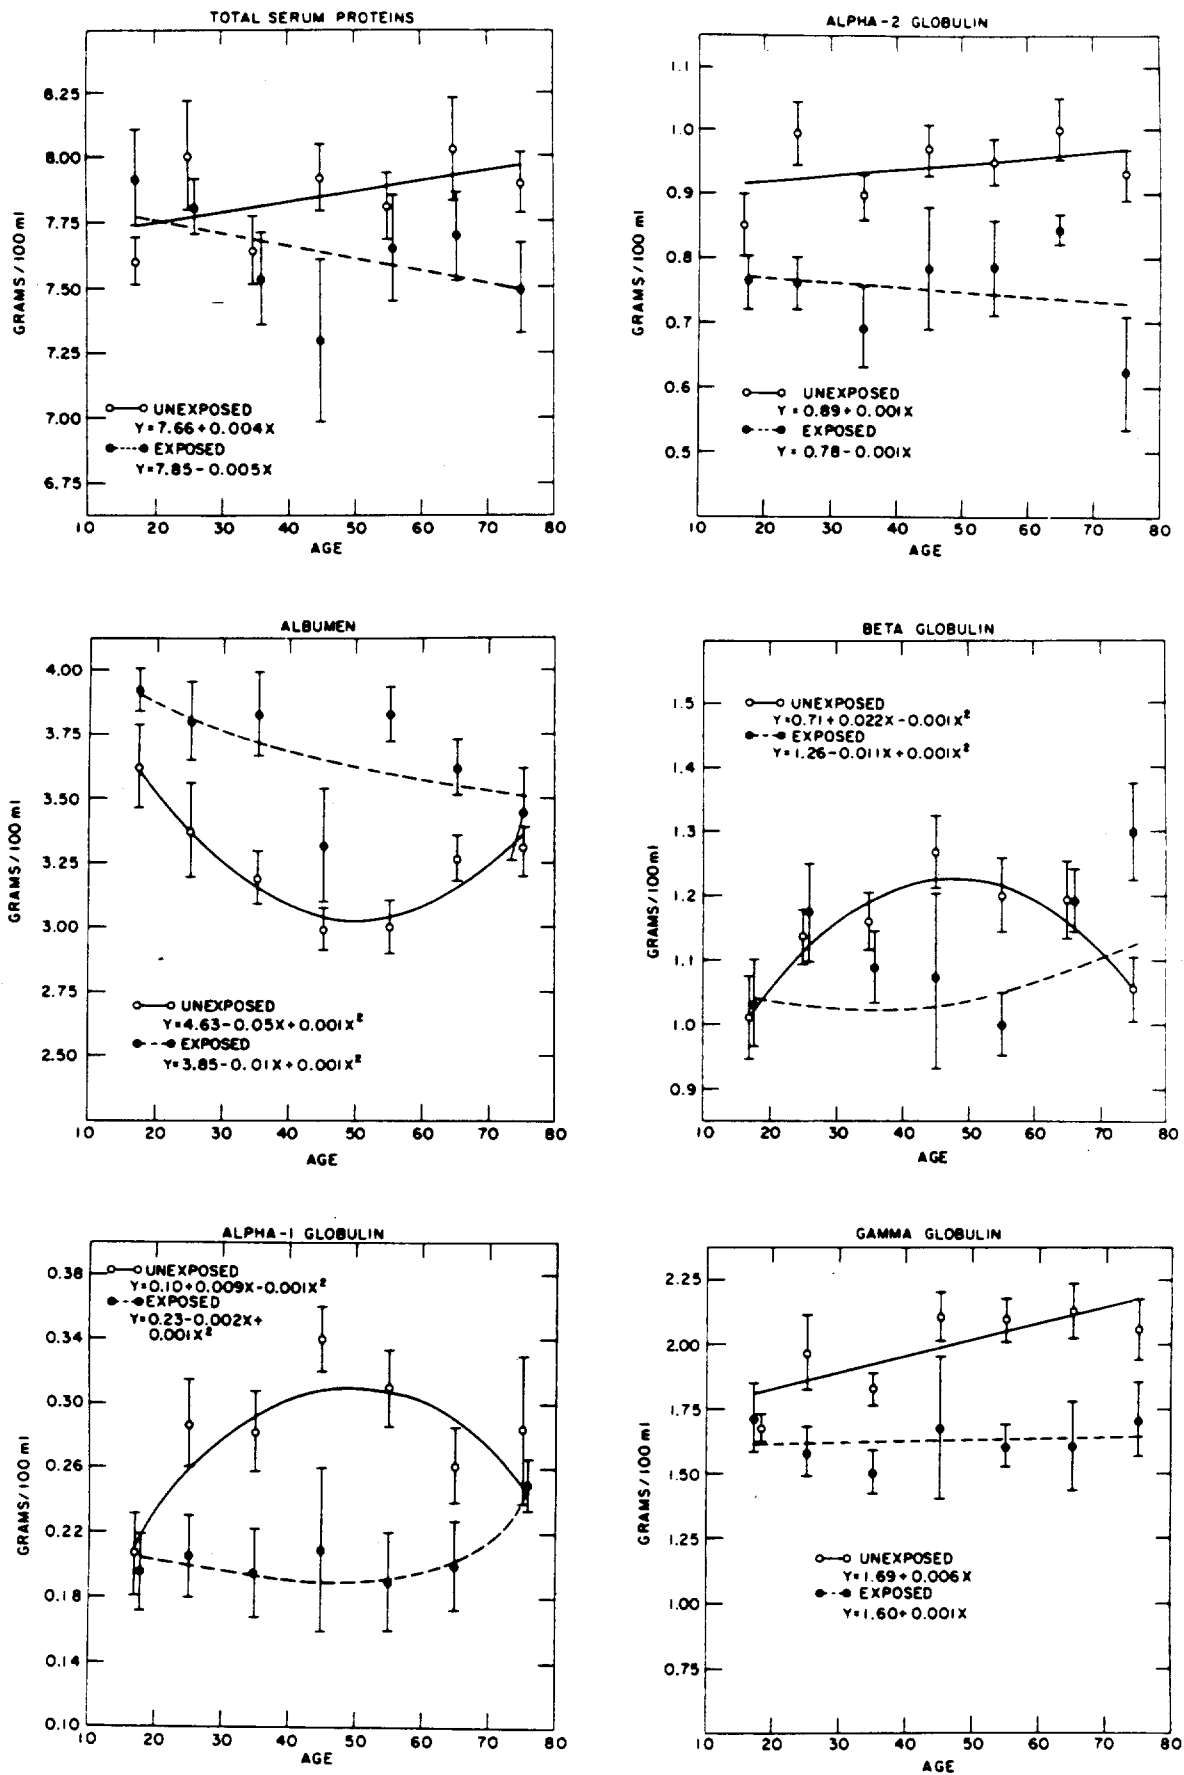 TOTAL SERUM PROTEINS
GRAMS/100 ml
8.25
8.00
7.75
7.50
7.25
7.00
6.75
UNEXPOSED
Y=7.66+0.004X
EXPOSED
Y=7.85-0.005X
10 20 30 40 50 60 70 80
AGE
ALPHA-2 GLOBULIN
GRAMS/100 ml
1.1
1.0
0.9
0.8
0.7
0.6
0.5
UNEXPOSED
Y=0.89+0.001X
EXPOSED
Y=0.78-0.001X
10 20 30 40 50 60 70 80
AGE
ALBUMEN
GRAMS/100 ml
4.00
3.75
3.50
3.25
3.00
2.75
2.50
UNEXPOSED
Y=4.63-0.05X+0.001X²
EXPOSED
Y=3.85-0.01X+0.001X²
10 20 30 40 50 60 70 80
AGE
BETA GLOBULIN
GRAMS/100ml
1.5
1.4
1.3
1.2
1.1
1.0
0.9
UNEXPOSED
Y=0.71+0.022X-0.001X²
EXPOSED
Y=1.26-0.011X+0.001X²
10 20 30 40 50 60 70 80
AGE
ALPHA-1 GLOBULIN
GRAMS/100 ml
0.38
0.34
0.30
0.26
0.22
0.18
0.14
0.10
UNEXPOSED
Y=0.10+0.009X-0.001X²
EXPOSED
Y=0.23-0.002X+
0.001X²
10 20 30 40 50 60 70 80
AGE
GAMMA GLOBULIN
GRAMS/100 ml
2.25
2.00
1.75
1.50
1.25
1.00
0.75
UNEXPOSED
Y=1.69+0.006X
EXPOSED
Y=1.60+0.001X
10 20 30 40 50 60 70 80
AGE